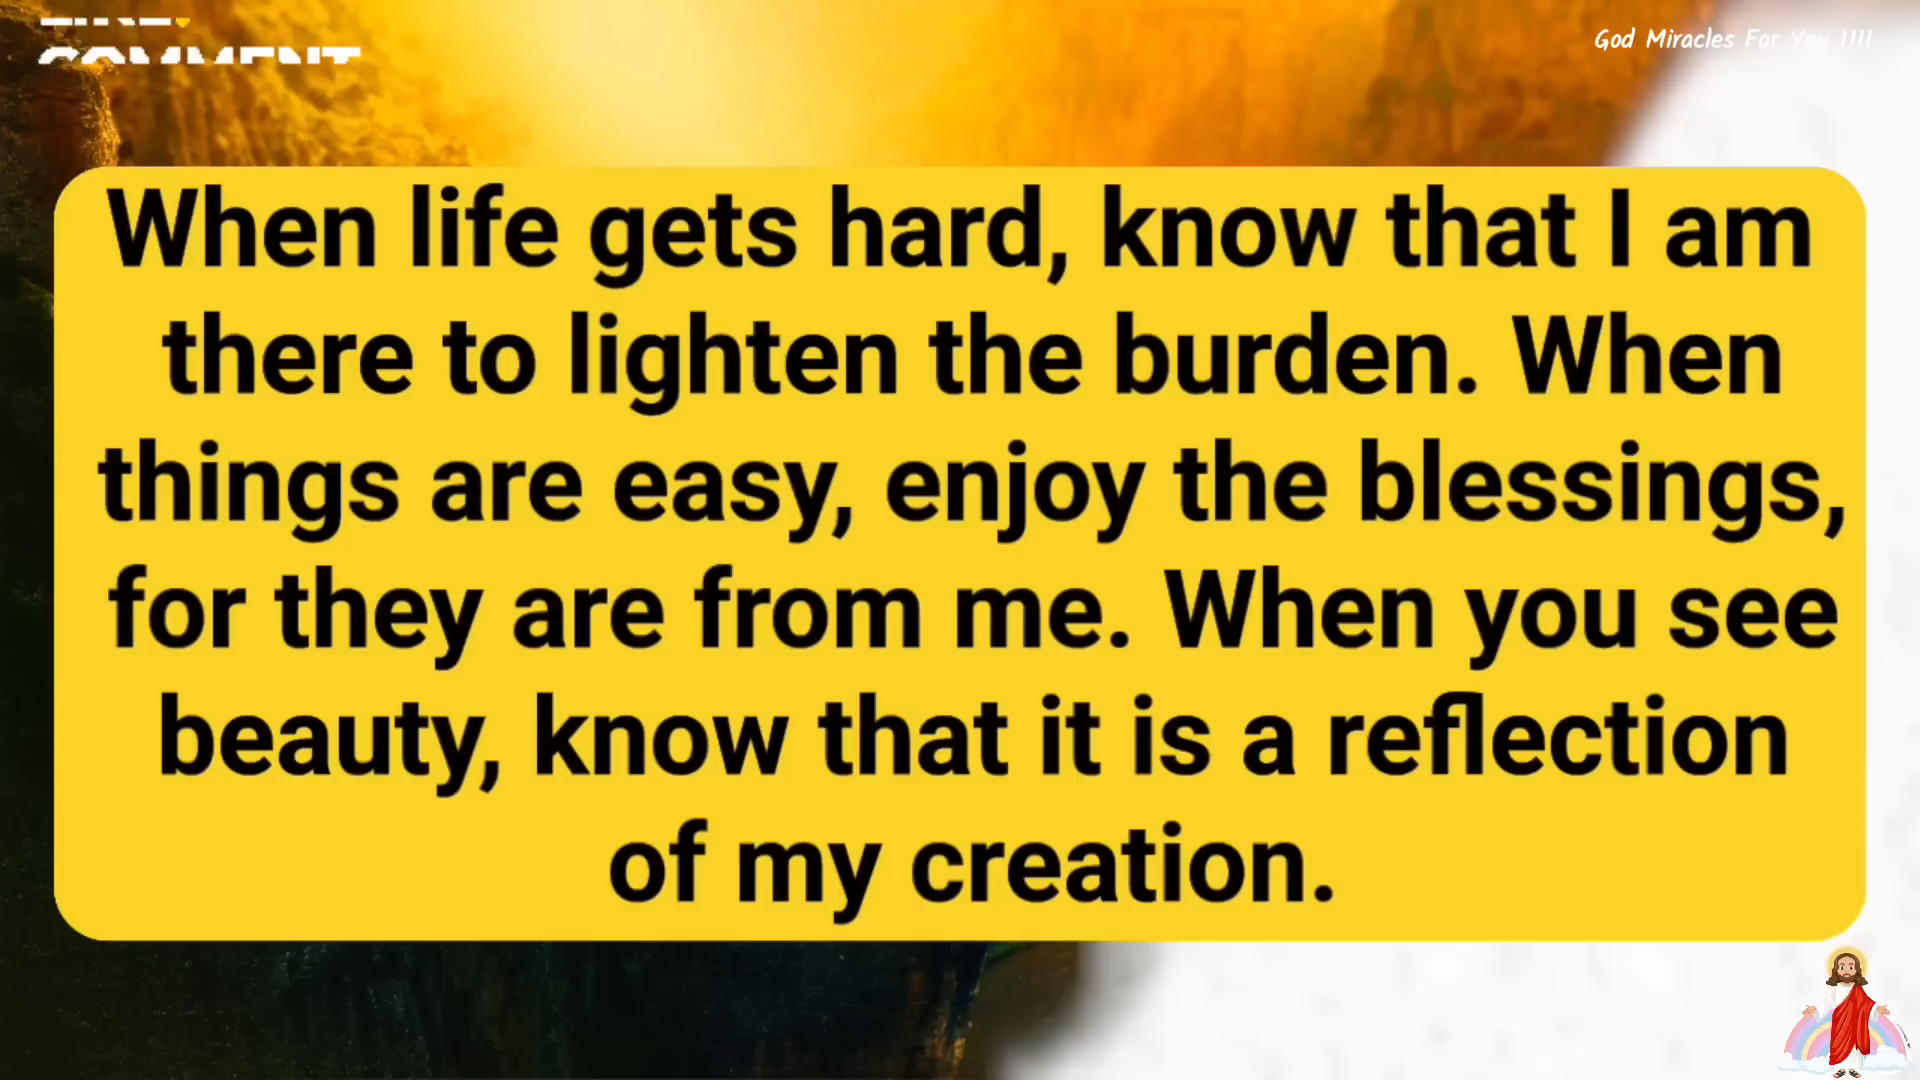 God Miracles For You !!!!
When life gets hard, know that I am
there to lighten the burden. When
things are easy, enjoy the blessings,
for they are from me. When you see
beauty, know that it is a reflection
of my creation.